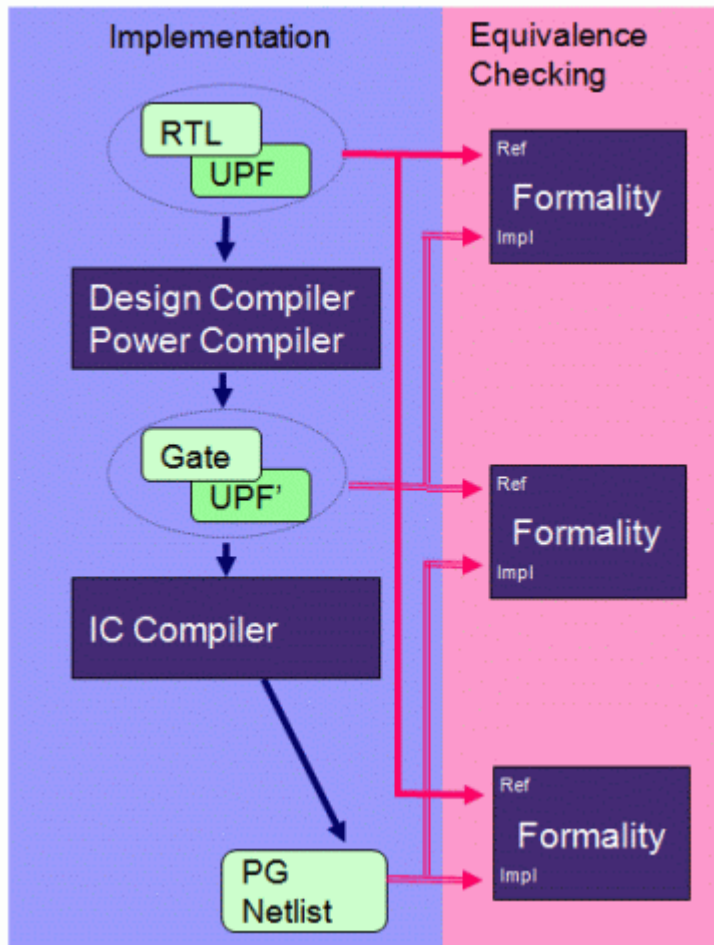 Implementation
Equivalence
Checking
RTL
UPF
Ref
Formality
Impl
Design Compiler
Power Compiler
Gate
UPF’
Ref
Formality
Impl
IC Compiler
Ref
Formality
Impl
PG
Netlist